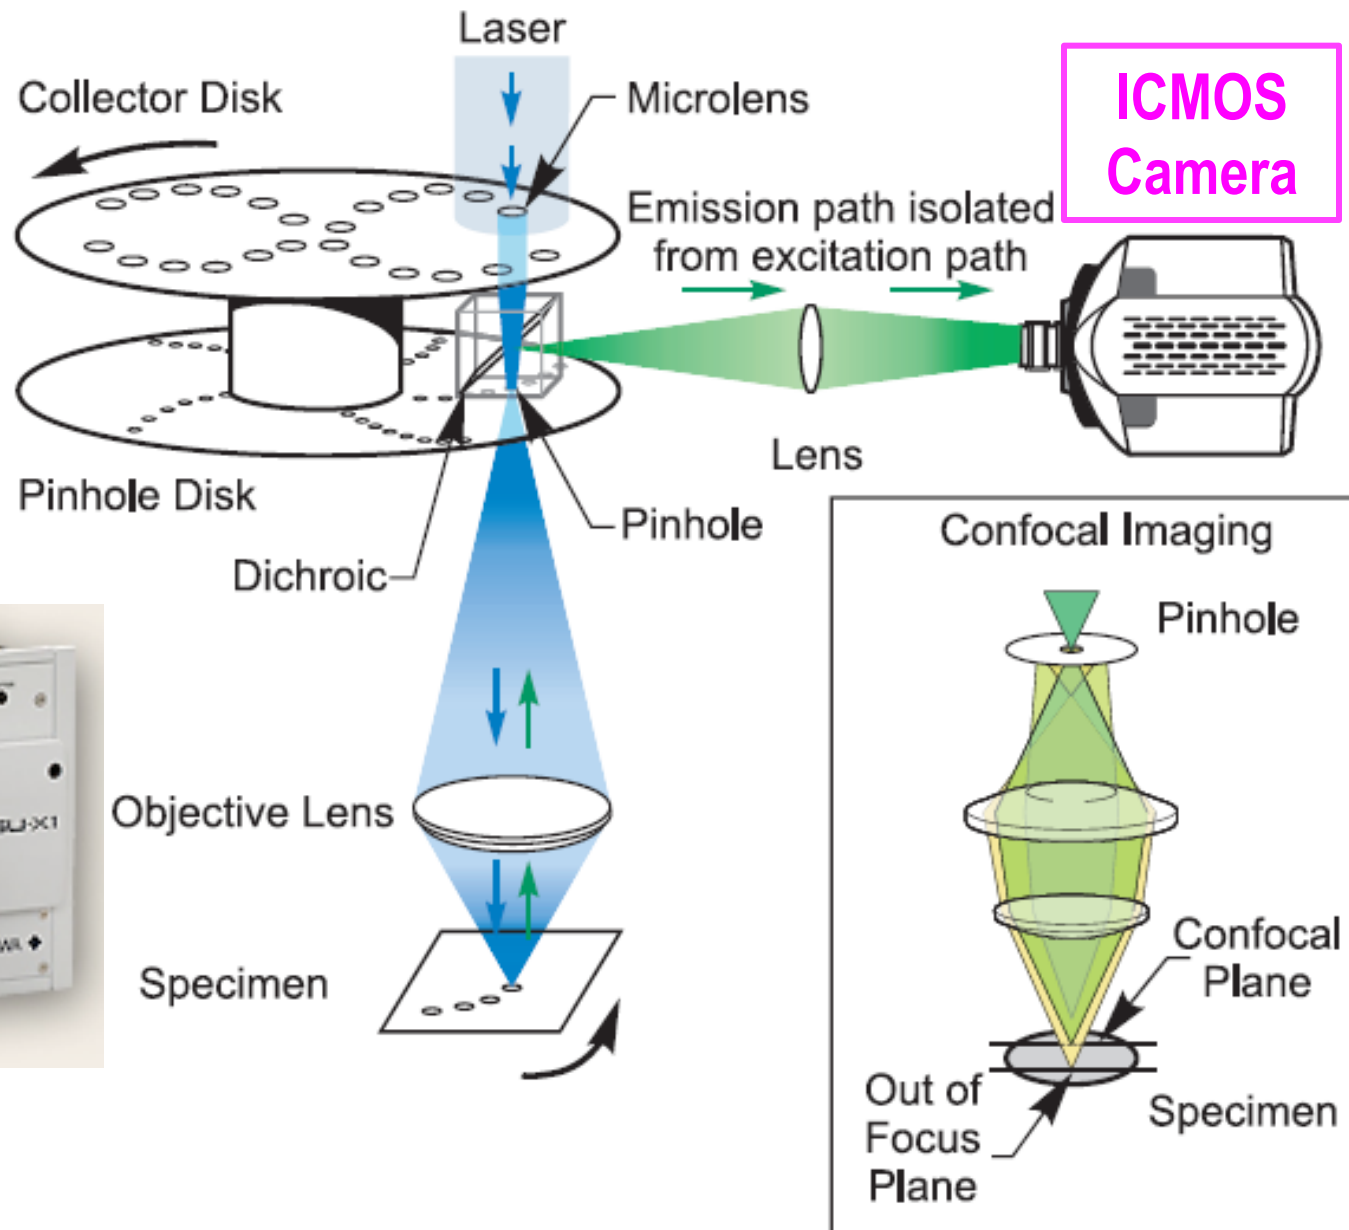 Laser
Collector Disk
Microlens
ICMOS
Camera
Emission path isolated
from excitation path
Lens
Pinhole Disk
Pinhole
Dichroic
Confocal Imaging
Pinhole
Objective Lens
Specimen
Confocal
Plane
Out of
Focus
Plane
Specimen